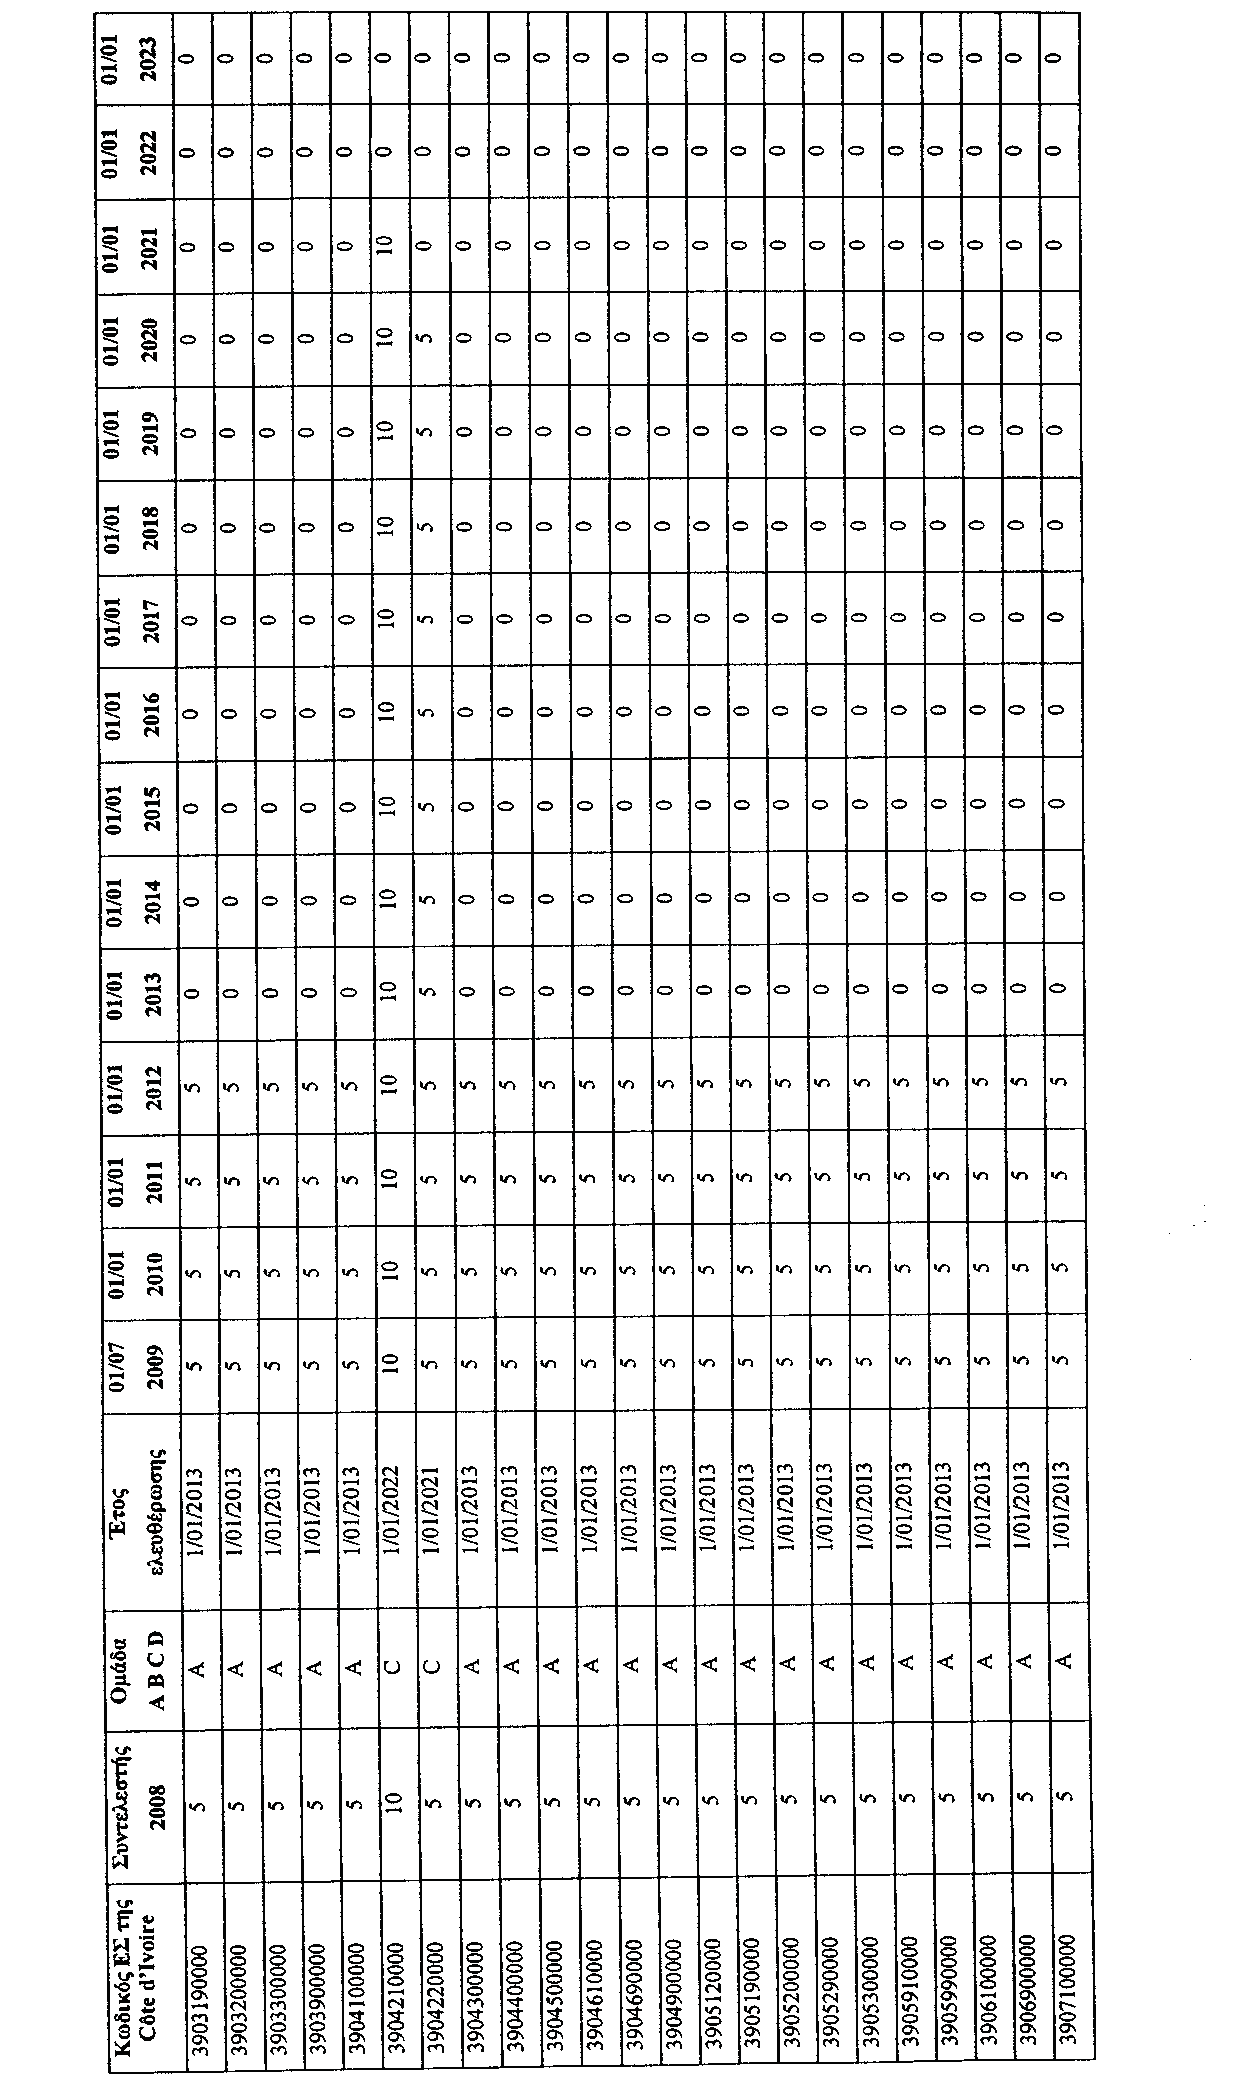 Κοδικός ΕΣ της Συντελεστής Ομάδα Έτος 01/07 01/01 01/01 01/01 01/01 01/01 01/01 01/01 01/01 01/01 01/01 01/01 01/01 01/01 01/01
Côte d'Ivoire 2008 A B C D ελευθέρωσης 2009 2010 2011 2012 2013 2014 2015 2016 2017 2018 2019 2020 2021 2022 2023
3903190000 5 A 1/01/2013 5 5 5 5 0 0 0 0 0 0 0 0 0 0 0
3903200000 5 A 1/01/2013 5 5 5 5 0 0 0 0 0 0 0 0 0 0 0
3903300000 5 A 1/01/2013 5 5 5 5 0 0 0 0 0 0 0 0 0 0 0
3903900000 5 A 1/01/2013 5 5 5 5 0 0 0 0 0 0 0 0 0 0 0
3904100000 5 A 1/01/2013 5 5 5 5 0 0 0 0 0 0 0 0 0 0 0
3904210000 10 C 1/01/2022 10 10 10 10 10 10 10 10 10 10 10 10 10 0 0
3904220000 5 C 1/01/2021 5 5 5 5 5 5 5 5 5 5 5 5 0 0 0
3904300000 5 A 1/01/2013 5 5 5 5 0 0 0 0 0 0 0 0 0 0 0
3904400000 5 A 1/01/2013 5 5 5 5 0 0 0 0 0 0 0 0 0 0 0
3904500000 5 A 1/01/2013 5 5 5 5 0 0 0 0 0 0 0 0 0 0 0
3904610000 5 A 1/01/2013 5 5 5 5 0 0 0 0 0 0 0 0 0 0 0
3904690000 5 A 1/01/2013 5 5 5 5 0 0 0 0 0 0 0 0 0 0 0
3904900000 5 A 1/01/2013 5 5 5 5 0 0 0 0 0 0 0 0 0 0 0
3905120000 5 A 1/01/2013 5 5 5 5 0 0 0 0 0 0 0 0 0 0 0
3905190000 5 A 1/01/2013 5 5 5 5 0 0 0 0 0 0 0 0 0 0 0
3905200000 5 A 1/01/2013 5 5 5 5 0 0 0 0 0 0 0 0 0 0 0
3905290000 5 A 1/01/2013 5 5 5 5 0 0 0 0 0 0 0 0 0 0 0
3905300000 5 A 1/01/2013 5 5 5 5 0 0 0 0 0 0 0 0 0 0 0
3905910000 5 A 1/01/2013 5 5 5 5 0 0 0 0 0 0 0 0 0 0 0
3905990000 5 A 1/01/2013 5 5 5 5 0 0 0 0 0 0 0 0 0 0 0
3906100000 5 A 1/01/2013 5 5 5 5 0 0 0 0 0 0 0 0 0 0 0
3906900000 5 A 1/01/2013 5 5 5 5 0 0 0 0 0 0 0 0 0 0 0
3907100000 5 A 1/01/2013 5 5 5 5 0 0 0 0 0 0 0 0 0 0 0